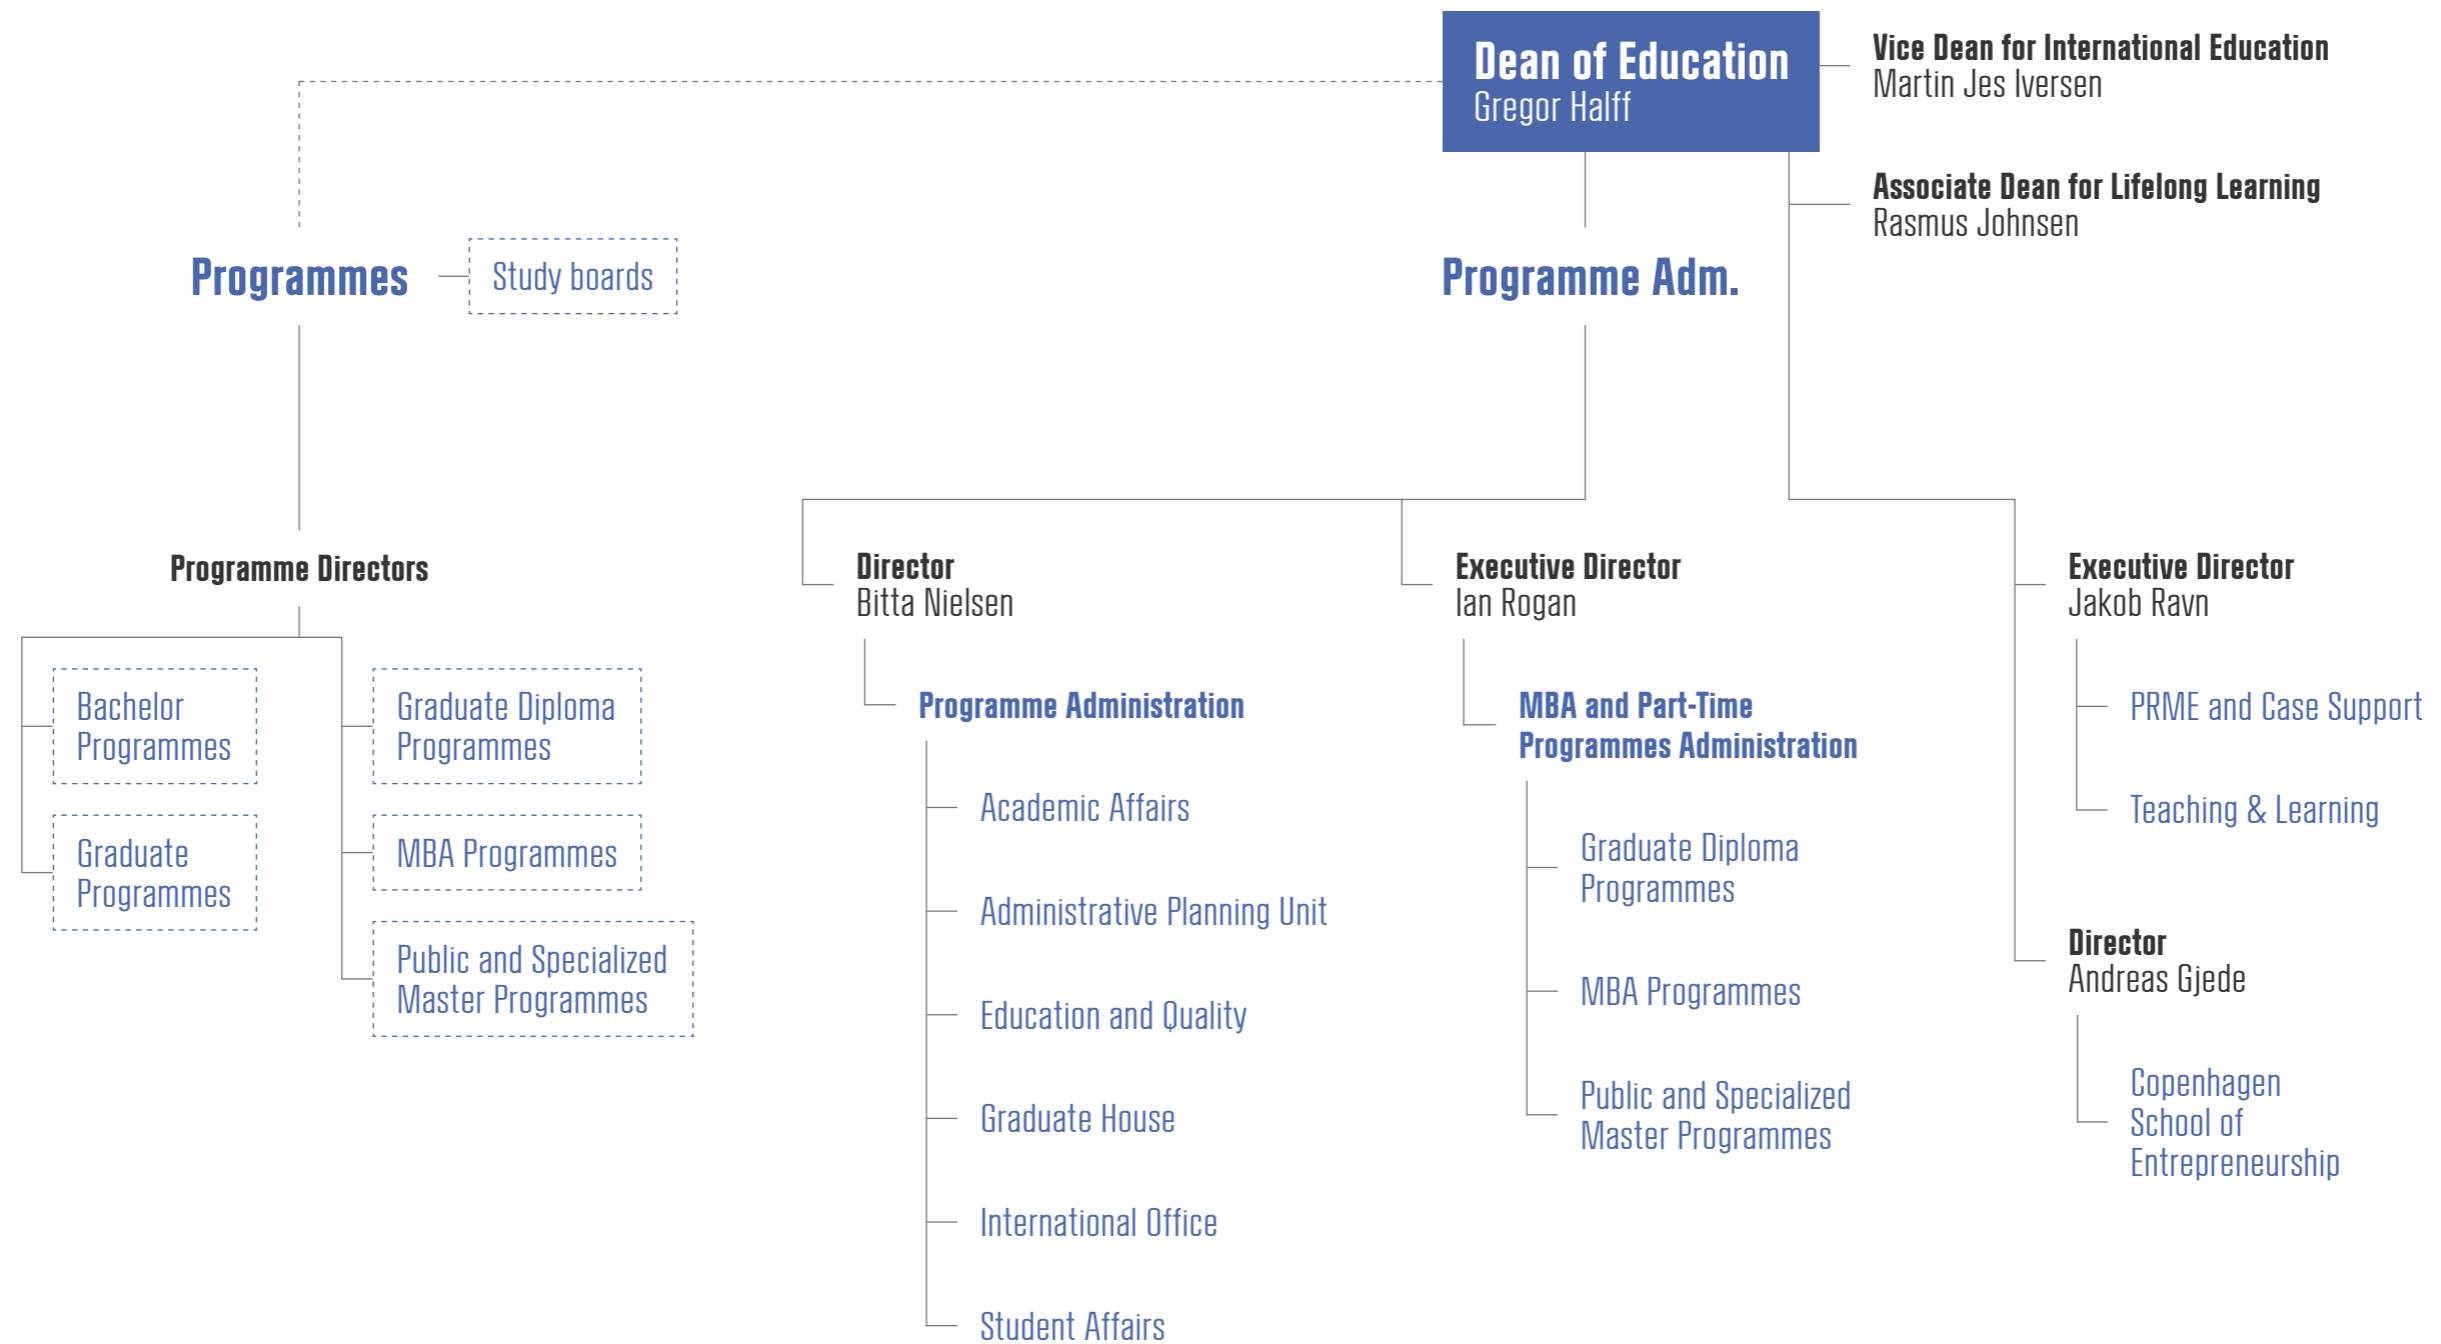 Dean of Education
Gregor Halff
Vice Dean for International Education
Martin Jes Iversen
Associate Dean for Lifelong Learning
Rasmus Johnsen
Programmes
Study boards
Programme Adm.
Programme Directors
Bachelor
Programmes
Graduate
Programmes
Graduate Diploma
Programmes
MBA Programmes
Public and Specialized
Master Programmes
Director
Bitta Nielsen
Programme Administration
Academic Affairs
Administrative Planning Unit
Education and Quality
Graduate House
International Office
Student Affairs
Executive Director
Ian Rogan
MBA and Part-Time
Programmes Administration
Graduate Diploma
Programmes
MBA Programmes
Public and Specialized
Master Programmes
Executive Director
Jakob Ravn
PRME and Case Support
Teaching & Learning
Director
Andreas Gjede
Copenhagen
School of
Entrepreneurship